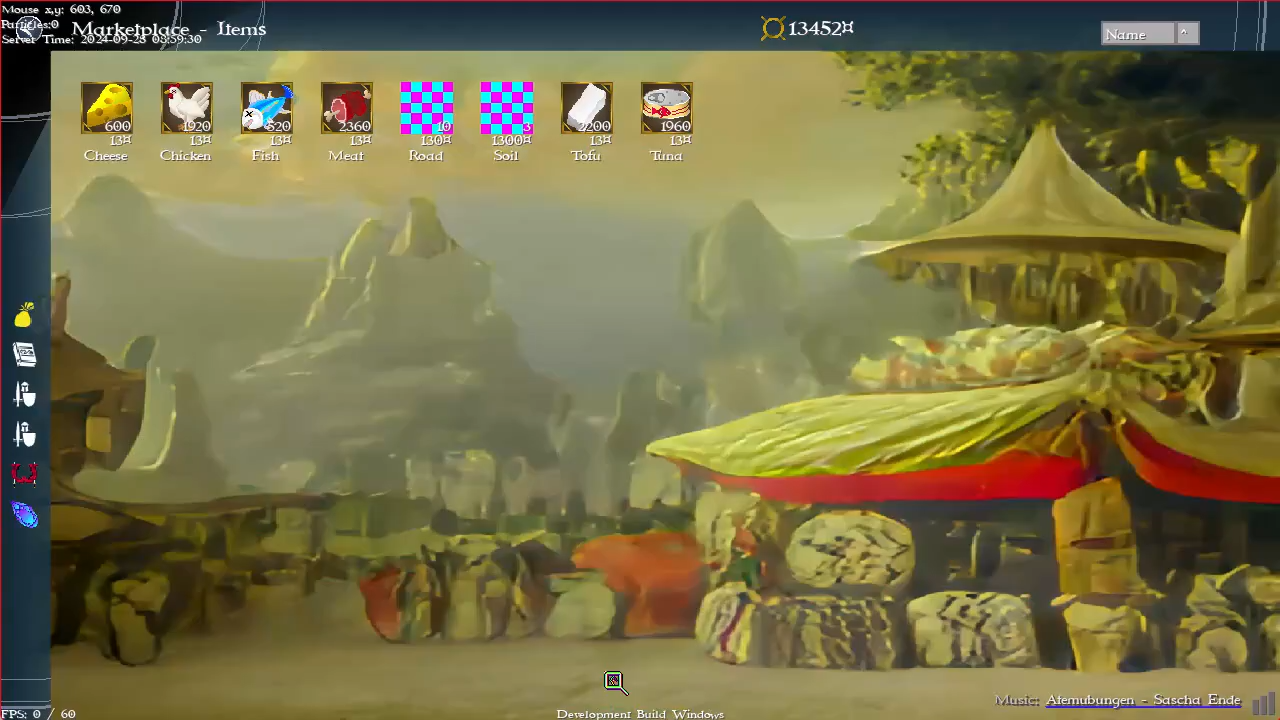 Mouse x,y: 603, 670
Particles:0
Server Time: 2024-09-28 08:59:30
Marketplace - Items
13452¤
Name ^
600
13¤
Cheese
1920
13¤
Chicken
520
13¤
Fish
2360
13¤
Meat
10
130¤
Road
3
1300¤
Soil
2200
13¤
Tofu
1960
13¤
Tuna
Music: Atemubungen - Sascha Ende
FPS: 0 / 60
Development Build Windows